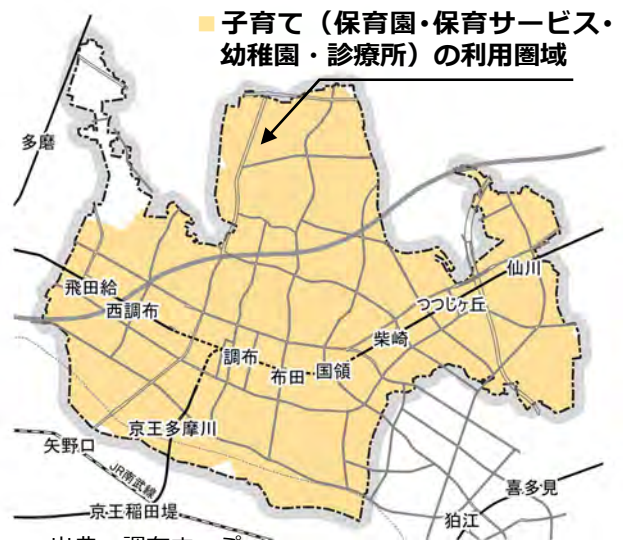 ■子育て（保育園・保育サービス・
幼稚園・診療所）の利用圏域
多磨
飛田給
西調布
仙川
つつじヶ丘
柴崎
調布
布田
国領
京王多摩川
矢野口
JR南武線
京王稲田堤
喜多見
狛江